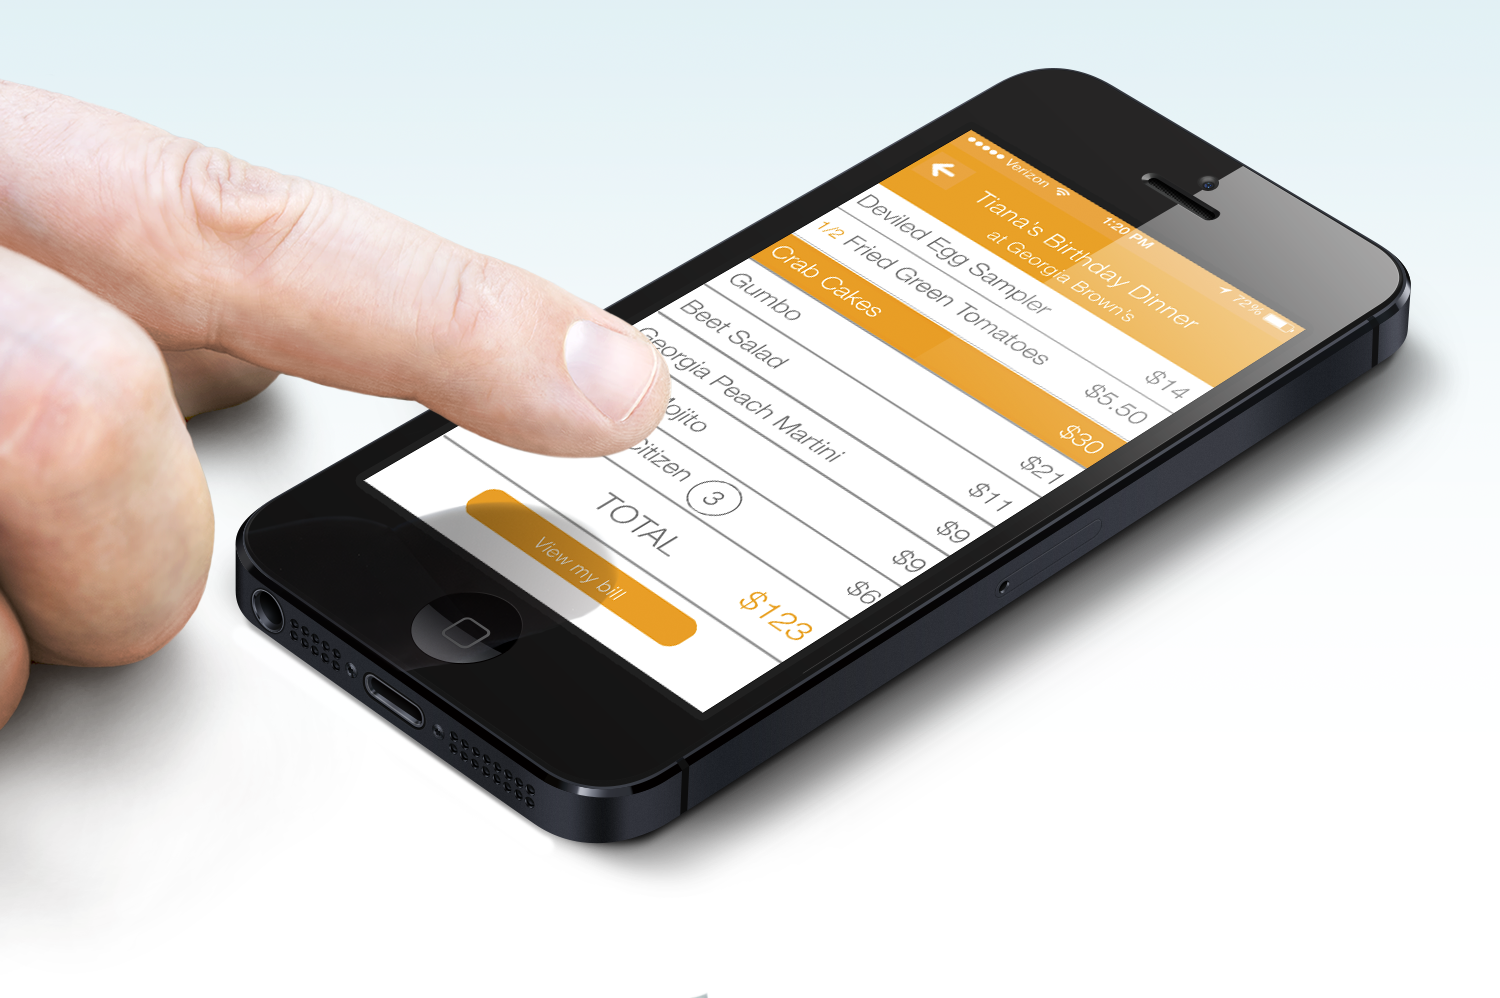 Verizon 1:20 PM 72%
Tiana's Birthday Dinner
at Georgia Brown's
Deviled Egg Sampler $14
1/2 Fried Green Tomatoes $5.50
Crab Cakes $30
Gumbo $21
Beet Salad $11
Georgia Peach Martini $9
Mojito $9
Citizen 3 $6
TOTAL $123
View my bill